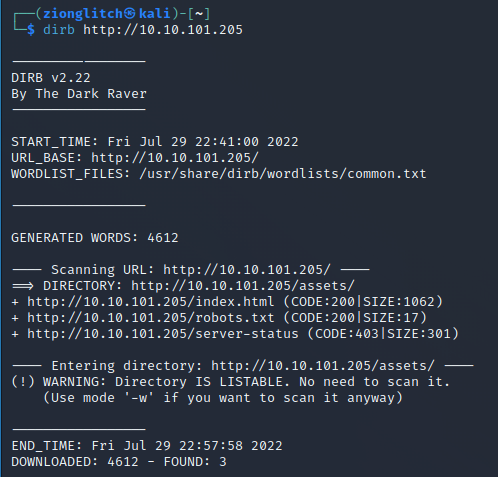 ┌──(zionglitch㉿kali)-[~]
└─$ dirb http://10.10.101.205

-----------------
DIRB v2.22
By The Dark Raver
-----------------

START_TIME: Fri Jul 29 22:41:00 2022
URL_BASE: http://10.10.101.205/
WORDLIST_FILES: /usr/share/dirb/wordlists/common.txt

-----------------

GENERATED WORDS: 4612

---- Scanning URL: http://10.10.101.205/ ----
==> DIRECTORY: http://10.10.101.205/assets/
+ http://10.10.101.205/index.html (CODE:200|SIZE:1062)
+ http://10.10.101.205/robots.txt (CODE:200|SIZE:17)
+ http://10.10.101.205/server-status (CODE:403|SIZE:301)

---- Entering directory: http://10.10.101.205/assets/ ----
(!) WARNING: Directory IS LISTABLE. No need to scan it.
    (Use mode '-w' if you want to scan it anyway)

-----------------
END_TIME: Fri Jul 29 22:57:58 2022
DOWNLOADED: 4612 - FOUND: 3